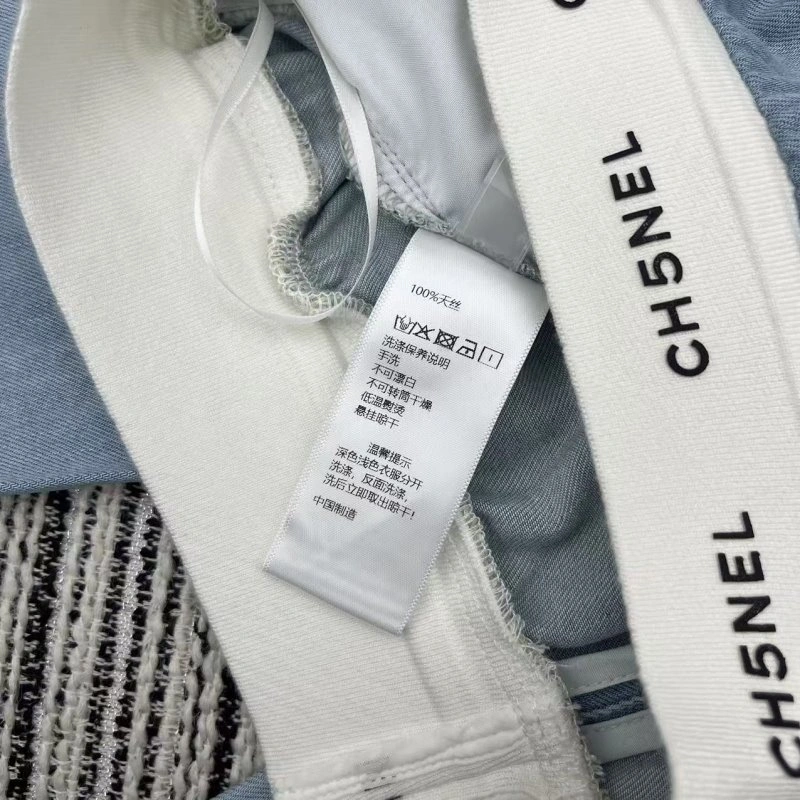 CH5NEL
CH5NEL
100%天丝
洗涤保养说明
手洗
不可漂白
不可转筒干燥
低温熨烫
悬挂晾干
温馨提示
深色浅色衣服分开
洗涤，反面洗涤，
洗后立即取出晾干！
中国制造